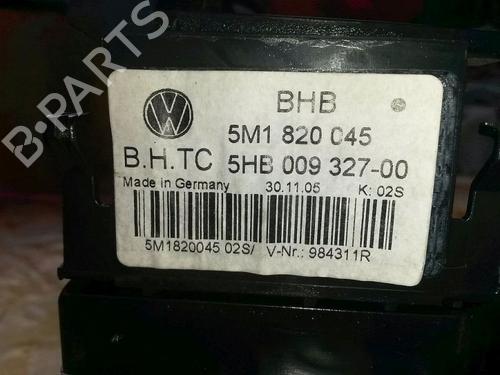 BHB
5M1 820 045
B.H.TC 5HB 009 327-00
Made in Germany 30.11.05 K: 02S
5M1820045 02S/ V-Nr.: 984311R
B-PARTS